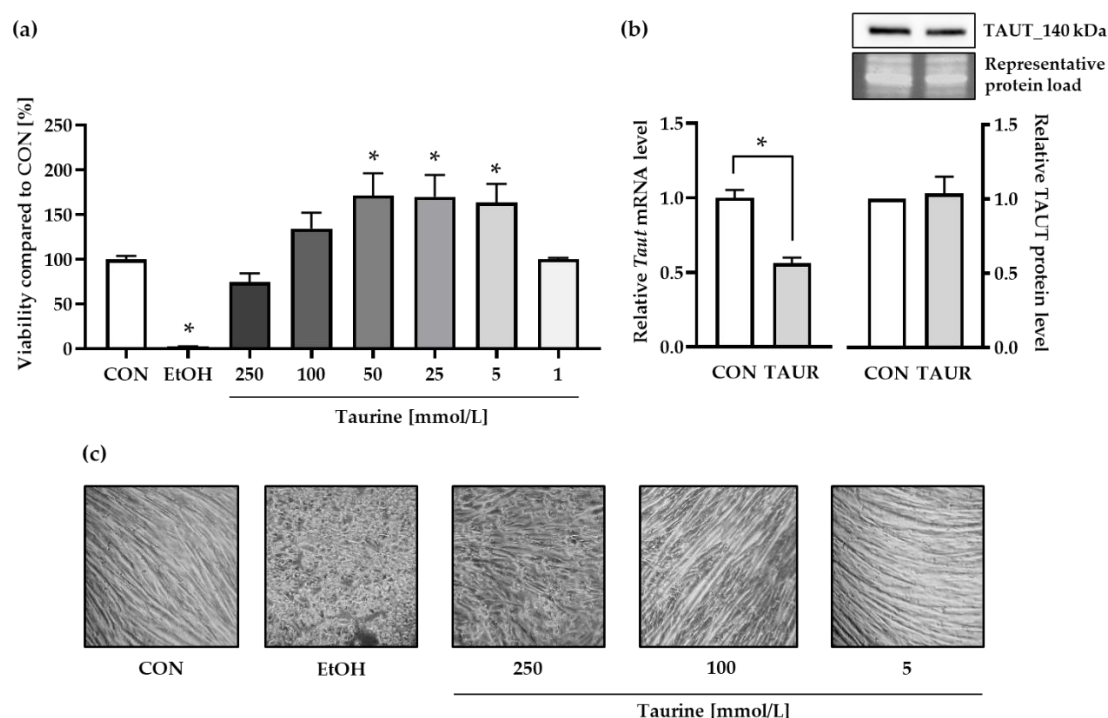 (a)
Viability compared to CON [%]
250
200
150
100
50
0
*
*
*
*
CON EtOH 250 100 50 25 5 1
Taurine [mmol/L]
(b)
TAUT_140 kDa
Representative
protein load
Relative Taut mRNA level
1.5
1.0
0.5
0.0
*
CON TAUR
1.5
1.0
0.5
0.0
Relative TAUT protein level
CON TAUR
(c)
CON EtOH 250 100 5
Taurine [mmol/L]